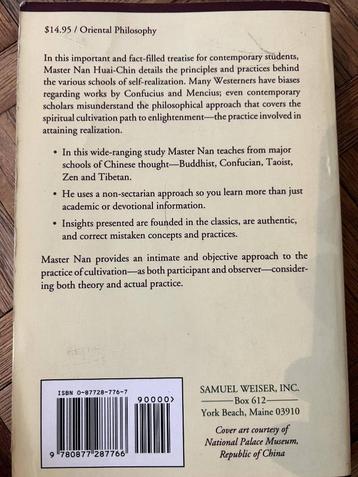 $14.95 / Oriental Philosophy
In this important and fact-filled treatise for contemporary students,
Master Nan Huai-Chin details the principles and practices behind
the various schools of self-realization. Many Westerners have biases
regarding works by Confucius and Mencius; even contemporary
scholars misunderstand the philosophical approach that covers the
spiritual cultivation path to enlightenment—the practice involved in
attaining realization.
• In this wide-ranging study Master Nan teaches from major
schools of Chinese thought—Buddhist, Confucian, Taoist,
Zen and Tibetan.
• He uses a non-sectarian approach so you learn more than just
academic or devotional information.
• Insights presented are founded in the classics, are authentic,
and correct mistaken concepts and practices.
Master Nan provides an intimate and objective approach to the
practice of cultivation—as both participant and observer—consider-
ing both theory and actual practice.
ISBN 0-87728-776-7
90000>
9 780877 287766
SAMUEL WEISER, INC.
Box 612
York Beach, Maine 03910
Cover art courtesy of
National Palace Museum,
Republic of China